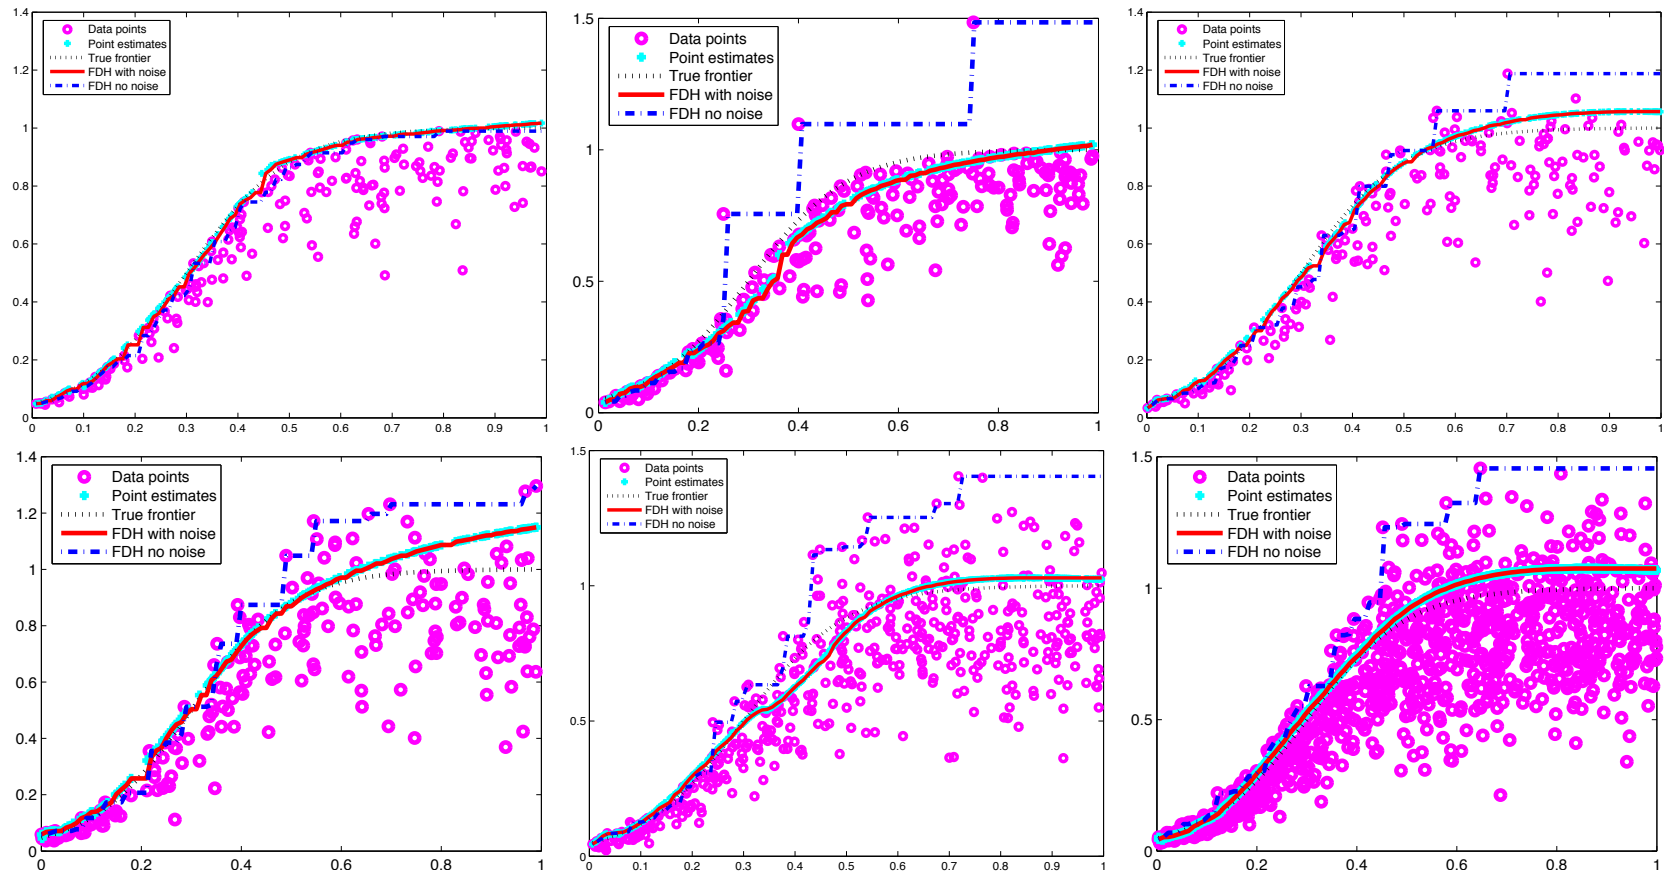 1.4
1.2
1
0.8
0.6
0.4
0.2
0
0 0.1 0.2 0.3 0.4 0.5 0.6 0.7 0.8 0.9 1
Data points
Point estimates
True frontier
FDH with noise
FDH no noise
1.5
1
0.5
0
0 0.2 0.4 0.6 0.8 1
Data points
Point estimates
True frontier
FDH with noise
FDH no noise
1.4
1.2
1
0.8
0.6
0.4
0.2
0
0 0.1 0.2 0.3 0.4 0.5 0.6 0.7 0.8 0.9 1
Data points
Point estimates
True frontier
FDH with noise
FDH no noise
1.4
1.2
1
0.8
0.6
0.4
0.2
0
0 0.2 0.4 0.6 0.8 1
Data points
Point estimates
True frontier
FDH with noise
FDH no noise
1.5
1
0.5
0
0 0.1 0.2 0.3 0.4 0.5 0.6 0.7 0.8 0.9 1
Data points
Point estimates
True frontier
FDH with noise
FDH no noise
1.5
1
0.5
0
0 0.2 0.4 0.6 0.8 1
Data points
Point estimates
True frontier
FDH with noise
FDH no noise